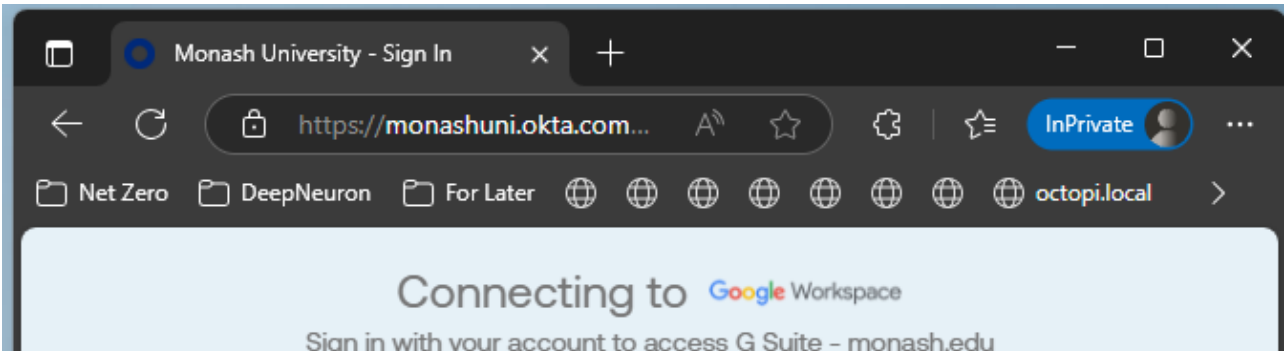 Monash University - Sign In
https://monashuni.okta.com... A InPrivate
Net Zero DeepNeuron For Later octopi.local
Connecting to Google Workspace
Sign in with your account to access G Suite - monash.edu